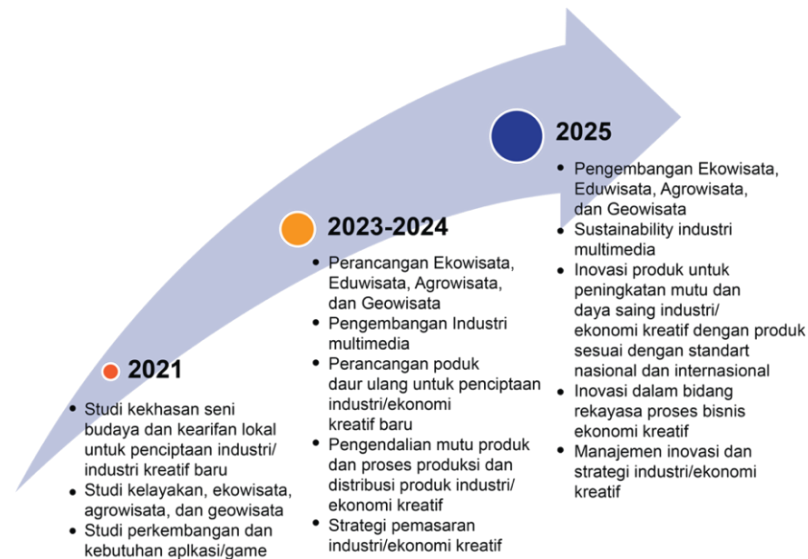 2021
• Studi kekhasan seni
budaya dan kearifan lokal
untuk penciptaan industri/
industri kreatif baru
• Studi kelayakan, ekowisata,
agrowisata, dan geowisata
• Studi perkembangan dan
kebutuhan aplkasi/game
2023-2024
• Perancangan Ekowisata,
Eduwisata, Agrowisata,
dan Geowisata
• Pengembangan Industri
multimedia
• Perancangan poduk
daur ulang untuk penciptaan
industri/ekonomi
kreatif baru
• Pengendalian mutu produk
dan proses produksi dan
distribusi produk industri/
ekonomi kreatif
• Strategi pemasaran
industri/ekonomi kreatif
2025
• Pengembangan Ekowisata,
Eduwisata, Agrowisata,
dan Geowisata
• Sustainability industri
multimedia
• Inovasi produk untuk
peningkatan mutu dan
daya saing industri/
ekonomi kreatif dengan produk
sesuai dengan standart
nasional dan internasional
• Inovasi dalam bidang
rekayasa proses bisnis
ekonomi kreatif
• Manajemen inovasi dan
strategi industri/ekonomi
kreatif